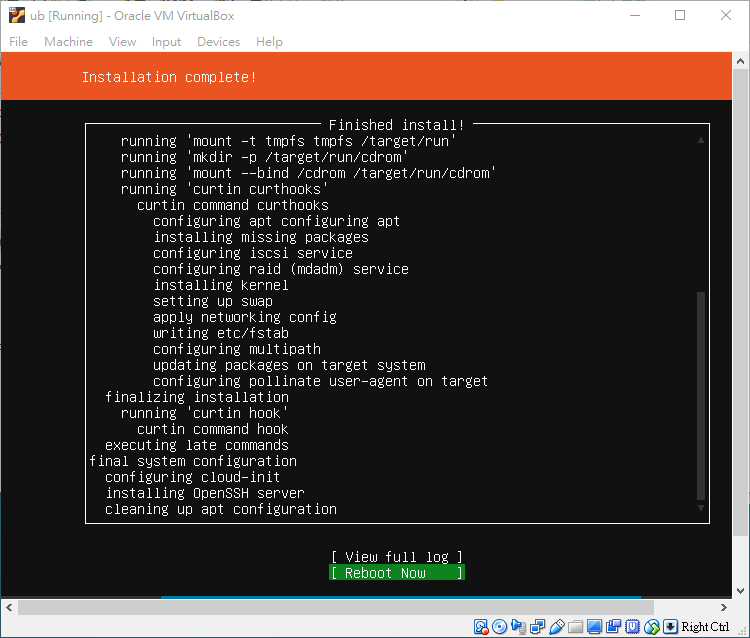 ub [Running] - Oracle VM VirtualBox
File Machine View Input Devices Help
Installation complete!
Finished install!
running 'mount -t tmpfs tmpfs /target/run'
running 'mkdir -p /target/run/cdrom'
running 'mount --bind /cdrom /target/run/cdrom'
running 'curtin curthooks'
curtin command curthooks
configuring apt configuring apt
installing missing packages
configuring iscsi service
configuring raid (mdadm) service
installing kernel
setting up swap
apply networking config
writing etc/fstab
configuring multipath
updating packages on target system
configuring pollinate user-agent on target
finalizing installation
running 'curtin hook'
curtin command hook
executing late commands
final system configuration
configuring cloud-init
installing OpenSSH server
cleaning up apt configuration
[ View full log ]
[ Reboot Now ]
Right Ctrl